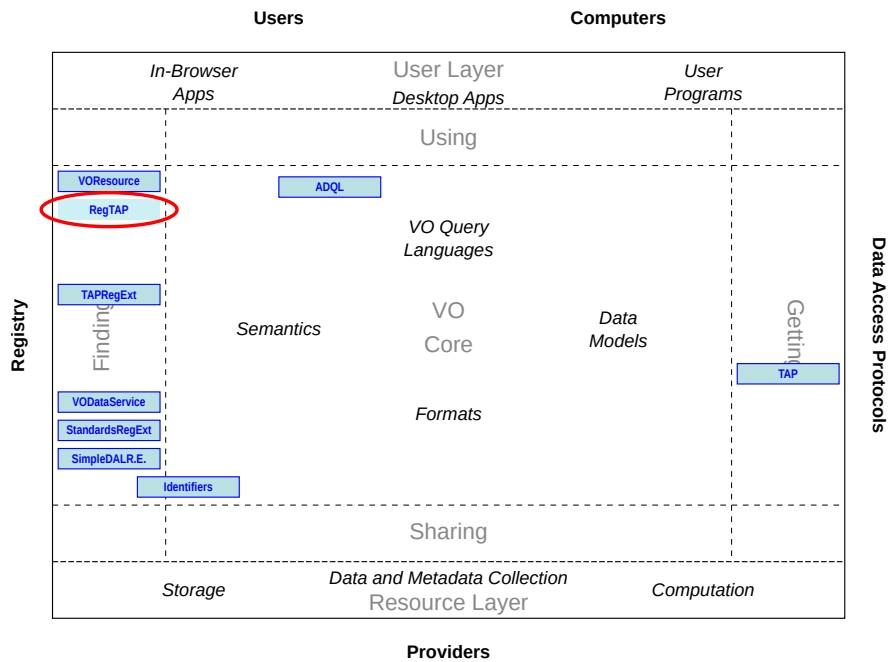 Users
Computers
In-Browser
Apps
User Layer
Desktop Apps
User
Programs
Using
VOResource
ADQL
RegTAP
VO Query
Languages
TAPRegExt
Finding
Registry
Semantics
VO
Core
Data
Models
Getting
Data Access Protocols
TAP
VODataService
Formats
StandardsRegExt
SimpleDALR.E.
Identifiers
Sharing
Storage
Data and Metadata Collection
Computation
Resource Layer
Providers